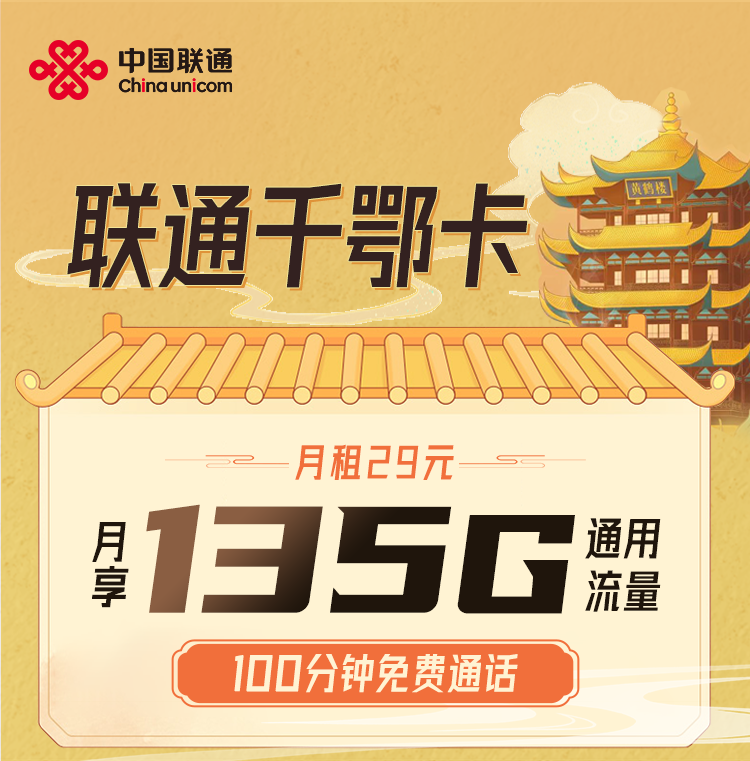 中国联通
China unicom
黄鹤楼
联通千鄂卡
月租29元
月享
135G
通用
流量
100分钟免费通话